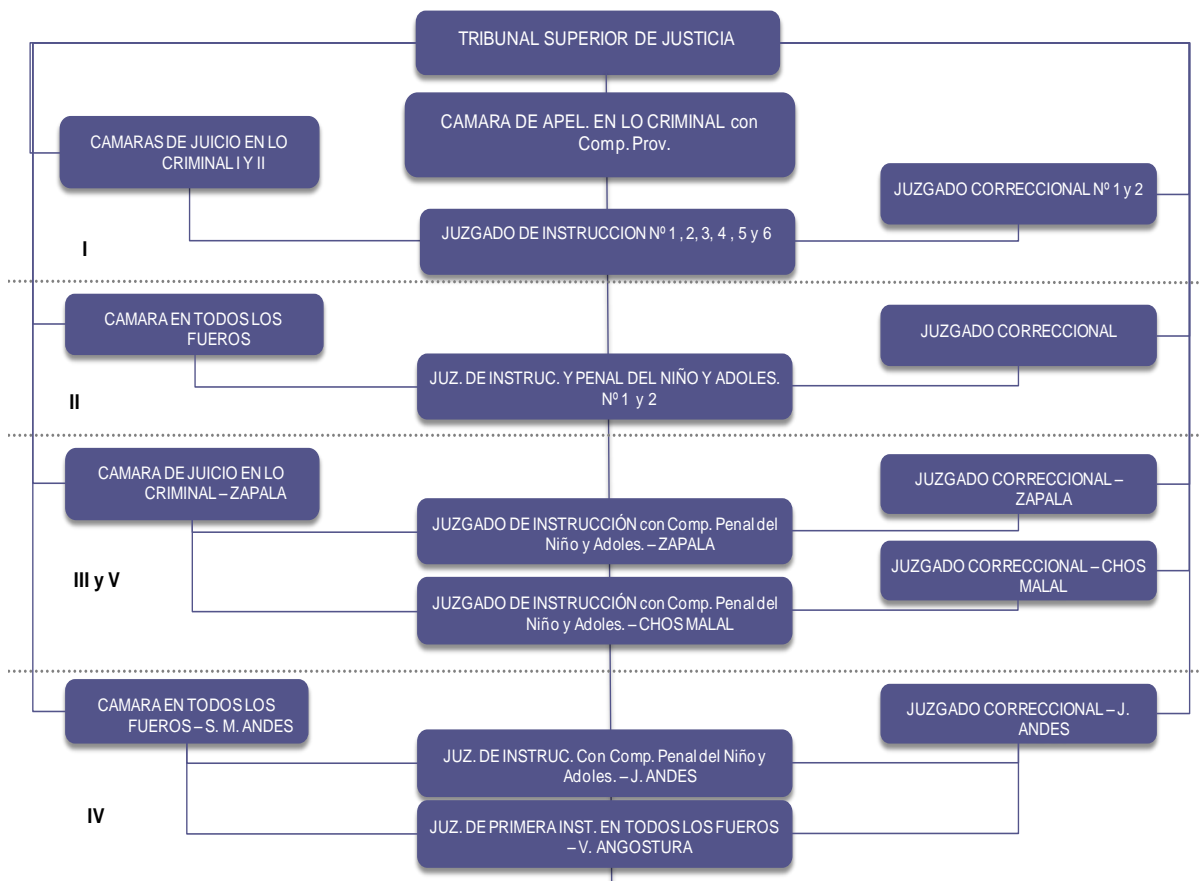 TRIBUNAL SUPERIOR DE JUSTICIA
CAMARA DE APEL. EN LO CRIMINAL con
Comp. Prov.
CAMARAS DE JUICIO EN LO
CRIMINAL I Y II
JUZGADO CORRECCIONAL Nº 1 y 2
JUZGADO DE INSTRUCCION Nº 1 , 2, 3, 4 , 5 y 6
I
CAMARA EN TODOS LOS
FUEROS
JUZGADO CORRECCIONAL
JUZ. DE INSTRUC. Y PENAL DEL NIÑO Y ADOLES.
Nº 1 y 2
II
CAMARA DE JUICIO EN LO
CRIMINAL – ZAPALA
JUZGADO CORRECCIONAL –
ZAPALA
JUZGADO DE INSTRUCCIÓN con Comp. Penal del
Niño y Adoles. – ZAPALA
JUZGADO CORRECCIONAL – CHOS
MALAL
III y V
JUZGADO DE INSTRUCCIÓN con Comp. Penal del
Niño y Adoles. – CHOS MALAL
CAMARA EN TODOS LOS
FUEROS – S. M. ANDES
JUZGADO CORRECCIONAL – J.
ANDES
JUZ. DE INSTRUC. Con Comp. Penal del Niño y
Adoles. – J. ANDES
IV
JUZ. DE PRIMERA INST. EN TODOS LOS FUEROS
– V. ANGOSTURA